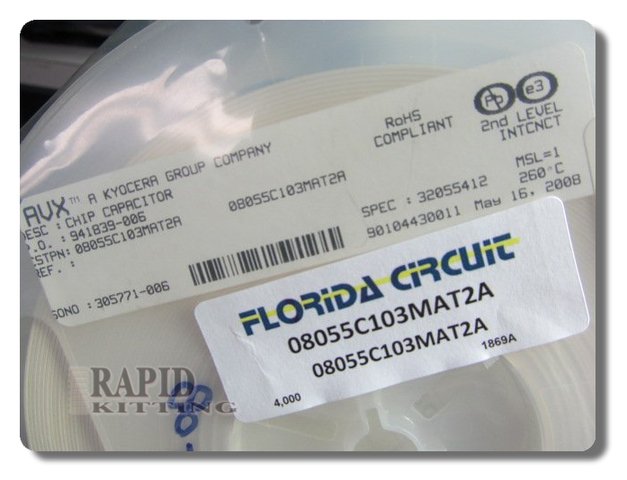 AVX™ A KYOCERA GROUP COMPANY
ESC : CHIP CAPACITOR
.O. : 941839-006
CSTPN: 08055C103MAT2A
REF. :
08055C103MAT2A
SONO : 305771-006
RoHS
COMPLIANT
Pb e3
2nd LEVEL
INTCNCT
MSL=1
SPEC : 32055412 260°C
90104430011 May 16, 2008
FLORIDA CIRCUIT
08055C103MAT2A
08055C103MAT2A
4,000 1869A
RAPID
KITTING